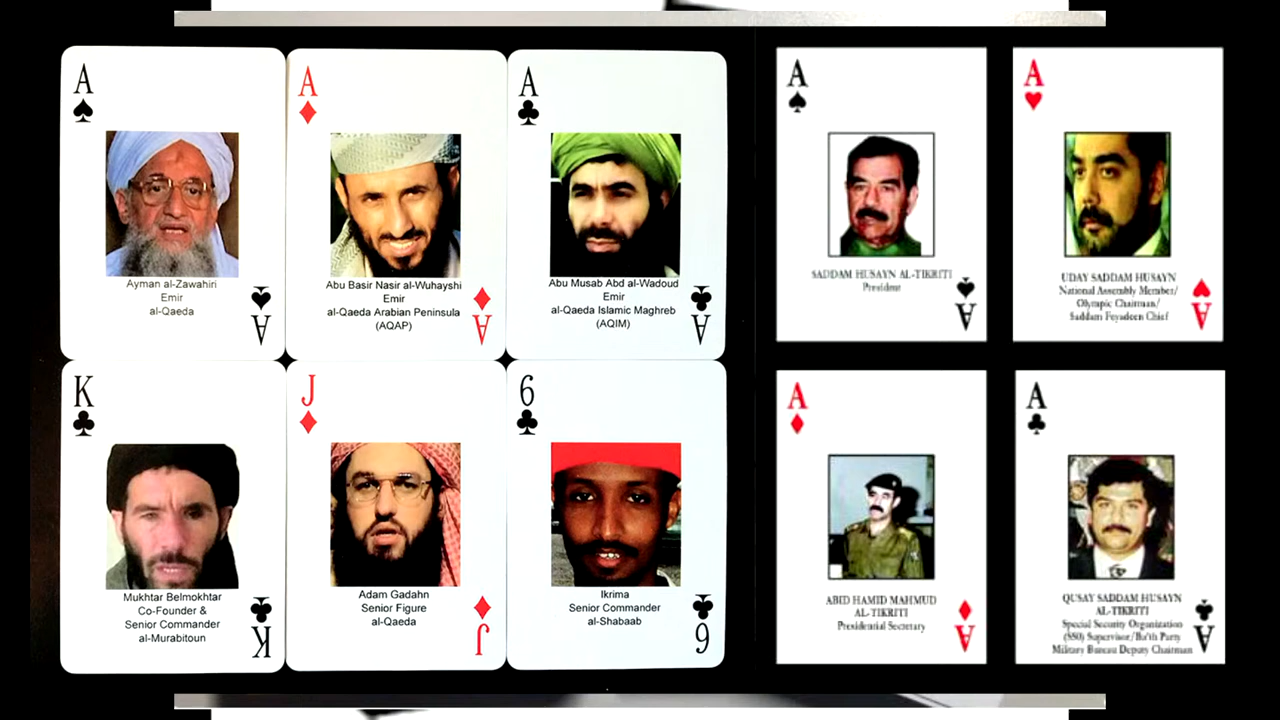 A
Ayman al-Zawahiri
Emir
al-Qaeda
A
A
Abu Basir Nasir al-Wuhayshi
Emir
al-Qaeda Arabian Peninsula
(AQAP)
A
A
Abu Musab Abd al-Wadoud
Emir
al-Qaeda Islamic Maghreb
(AQIM)
A
A
SADDAM HUSAYN AL-TIKRITI
President
A
A
UDAY SADDAM HUSAYN
National Assembly Member/
Olympic Chairman/
Saddam Feyadeen Chief
A
K
Mukhtar Belmokhtar
Co-Founder &
Senior Commander
al-Murabitoun
K
J
Adam Gadahn
Senior Figure
al-Qaeda
J
6
Ikrima
Senior Commander
al-Shabaab
6
A
ABID HAMID MAHMUD
AL-TIKRITI
Presidential Secretary
A
A
QUSAY SADDAM HUSAYN
AL-TIKRITI
Special Security Organization
(SSO) Supervisor/Ba'th Party
Military Bureau Deputy Chairman
A